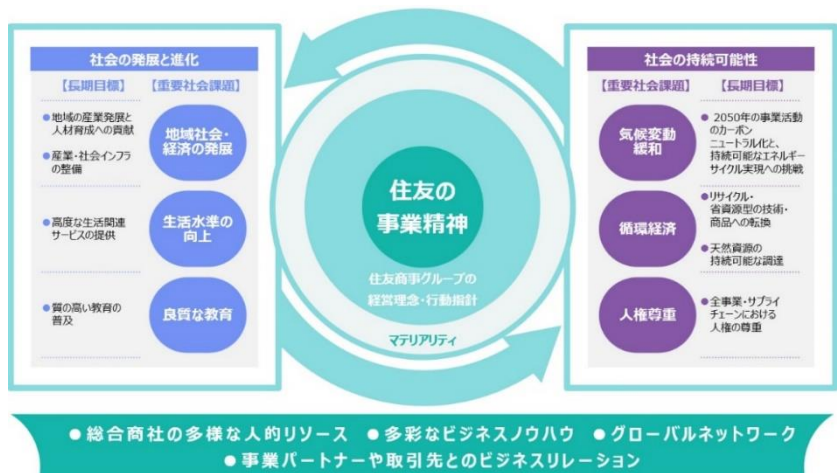 社会の発展と進化
【長期目標】 【重要社会課題】
●地域の産業発展と
人材育成への貢献
●産業・社会インフラ
の整備
地域社会・
経済の発展
●高度な生活関連
サービスの提供
生活水準の
向上
●質の高い教育の
普及
良質な教育
住友の
事業精神
住友商事グループの
経営理念・行動指針
マテリアリティ
社会の持続可能性
【重要社会課題】 【長期目標】
気候変動
緩和
●2050年の事業活動
のカーボン
ニュートラル化と、
持続可能なエネルギー
サイクル実現への挑戦
循環経済
●リサイクル・
省資源型の技術・
商品への転換
●天然資源の
持続可能な調達
人権尊重
●全事業・サプライ
チェーンにおける
人権の尊重
●総合商社の多様な人的リソース ●多彩なビジネスノウハウ ●グローバルネットワーク
●事業パートナーや取引先とのビジネスリレーション